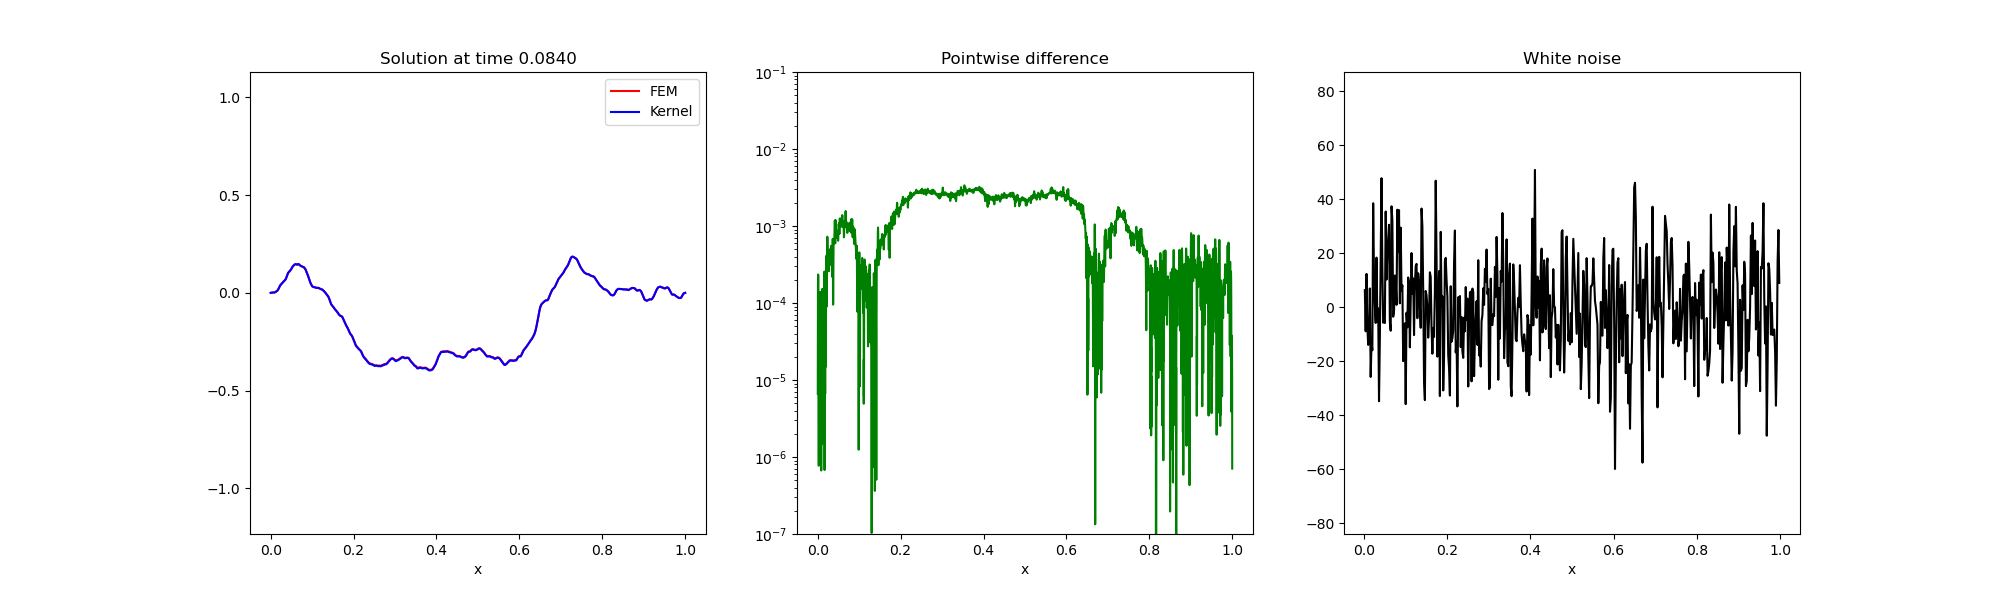 Solution at time 0.0840
FEM
Kernel
1.0
0.5
0.0
−0.5
−1.0
0.0 0.2 0.4 0.6 0.8 1.0
x
Pointwise difference
10⁻¹
10⁻²
10⁻³
10⁻⁴
10⁻⁵
10⁻⁶
10⁻⁷
0.0 0.2 0.4 0.6 0.8 1.0
x
White noise
80
60
40
20
0
−20
−40
−60
−80
0.0 0.2 0.4 0.6 0.8 1.0
x